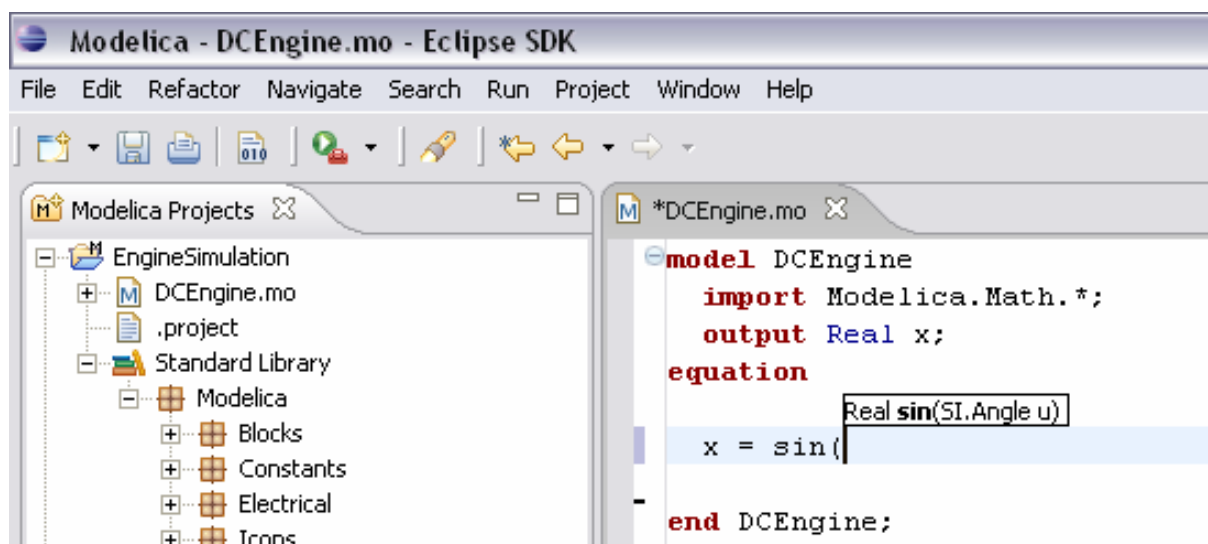 Modelica - DCEngine.mo - Eclipse SDK
File Edit Refactor Navigate Search Run Project Window Help
010
Modelica Projects
EngineSimulation
DCEngine.mo
.project
Standard Library
Modelica
Blocks
Constants
Electrical
Icons
*DCEngine.mo
model DCEngine
import Modelica.Math.*;
output Real x;
equation
Real sin(SI.Angle u)
x = sin(
end DCEngine;